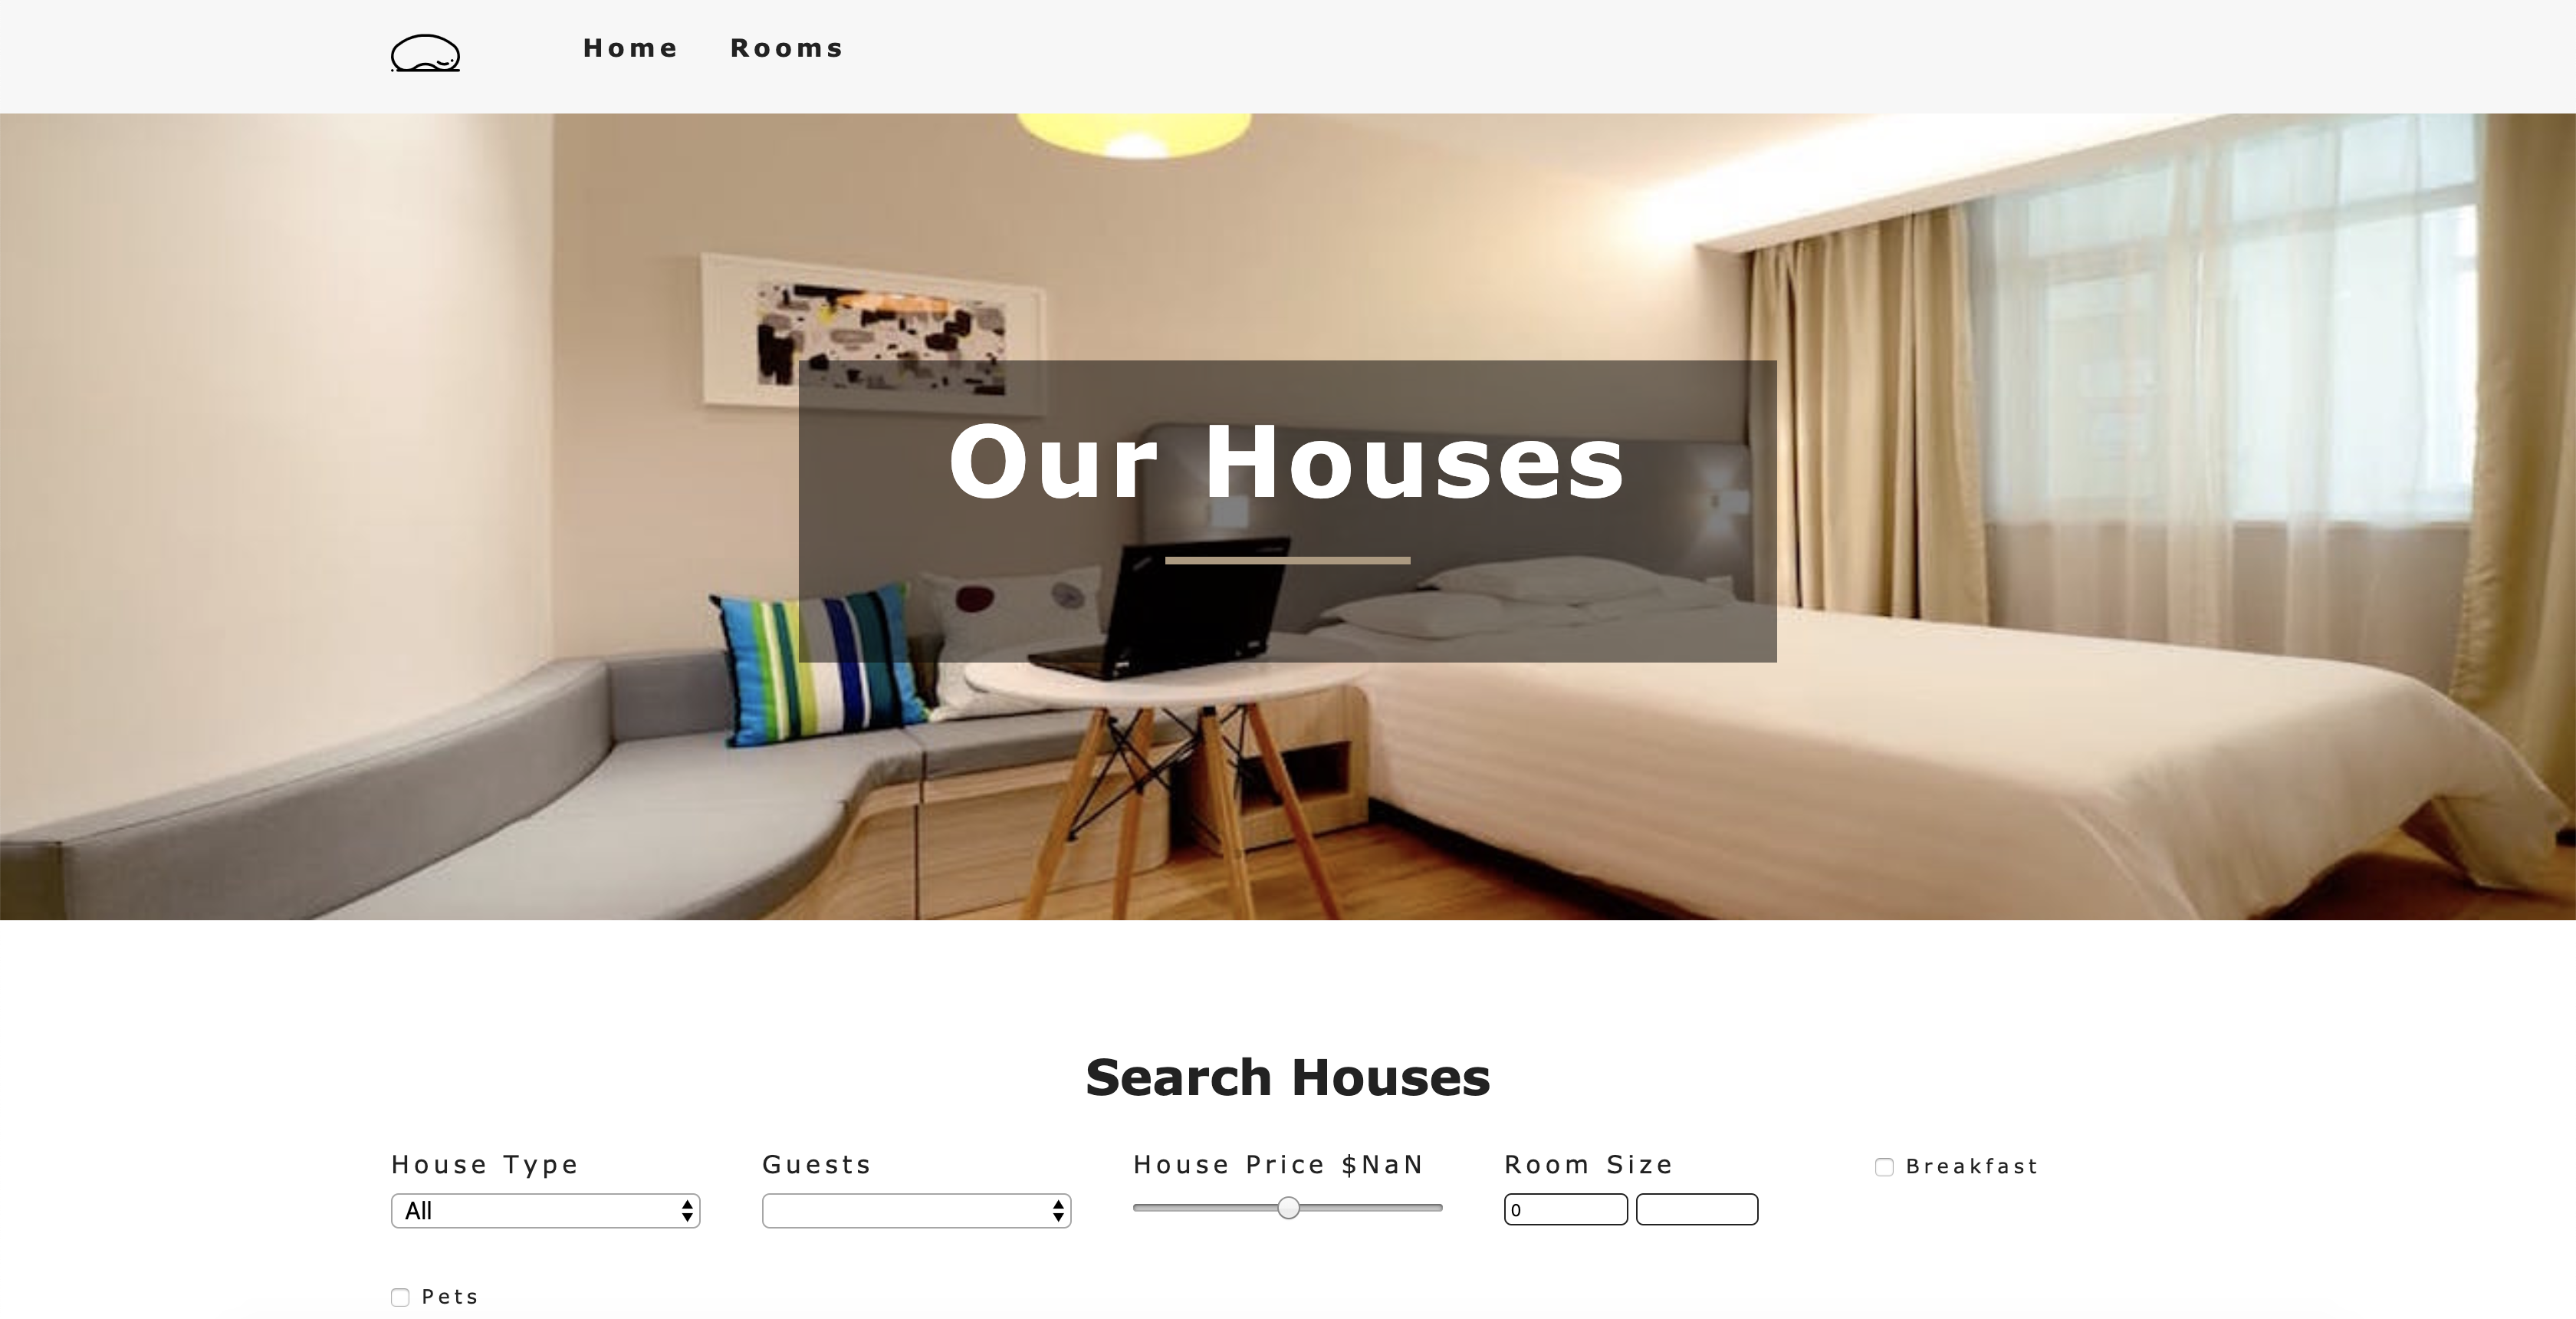 Home Rooms
Our Houses
Search Houses
House Type Guests House Price $NaN Room Size Breakfast
All 0
Pets